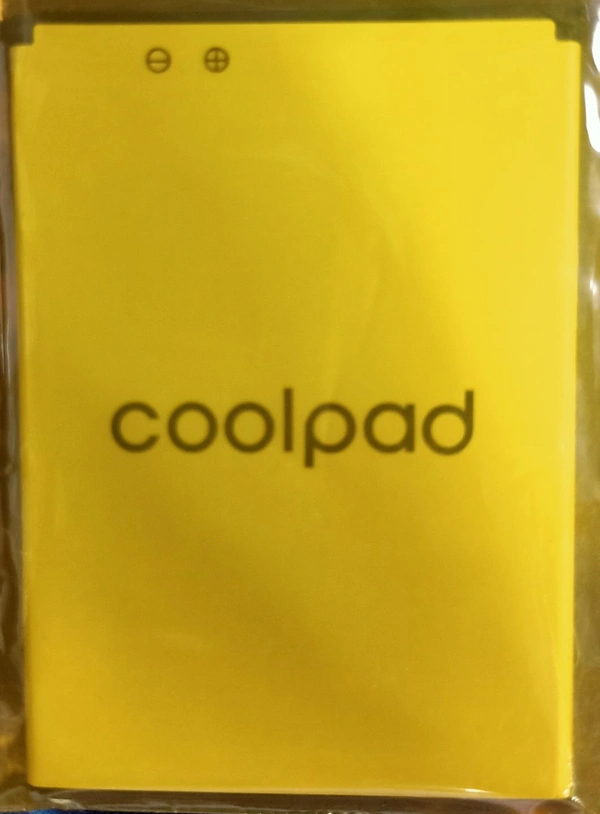 ⊖ ⊕
coolpad